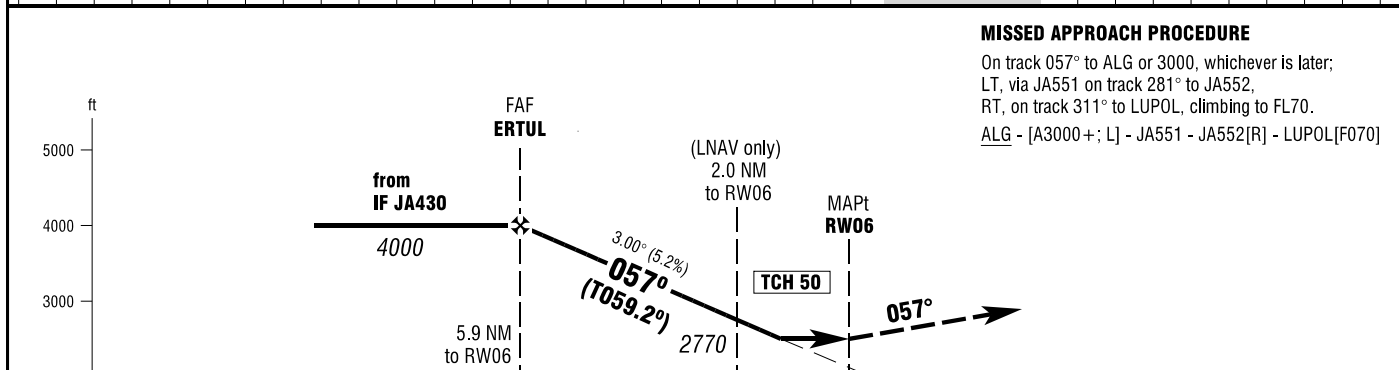 MISSED APPROACH PROCEDURE
On track 057° to ALG or 3000, whichever is later;
LT, via JA551 on track 281° to JA552,
RT, on track 311° to LUPOL, climbing to FL70.
ALG - [A3000+; L] - JA551 - JA552[R] - LUPOL[F070]
ft
5000
4000
3000
FAF
ERTUL
from
IF JA430
4000
(LNAV only)
2.0 NM
to RW06
MAPt
RW06
3.00° (5.2%)
057º
(T059.2º)
TCH 50
057°
5.9 NM
to RW06
2770